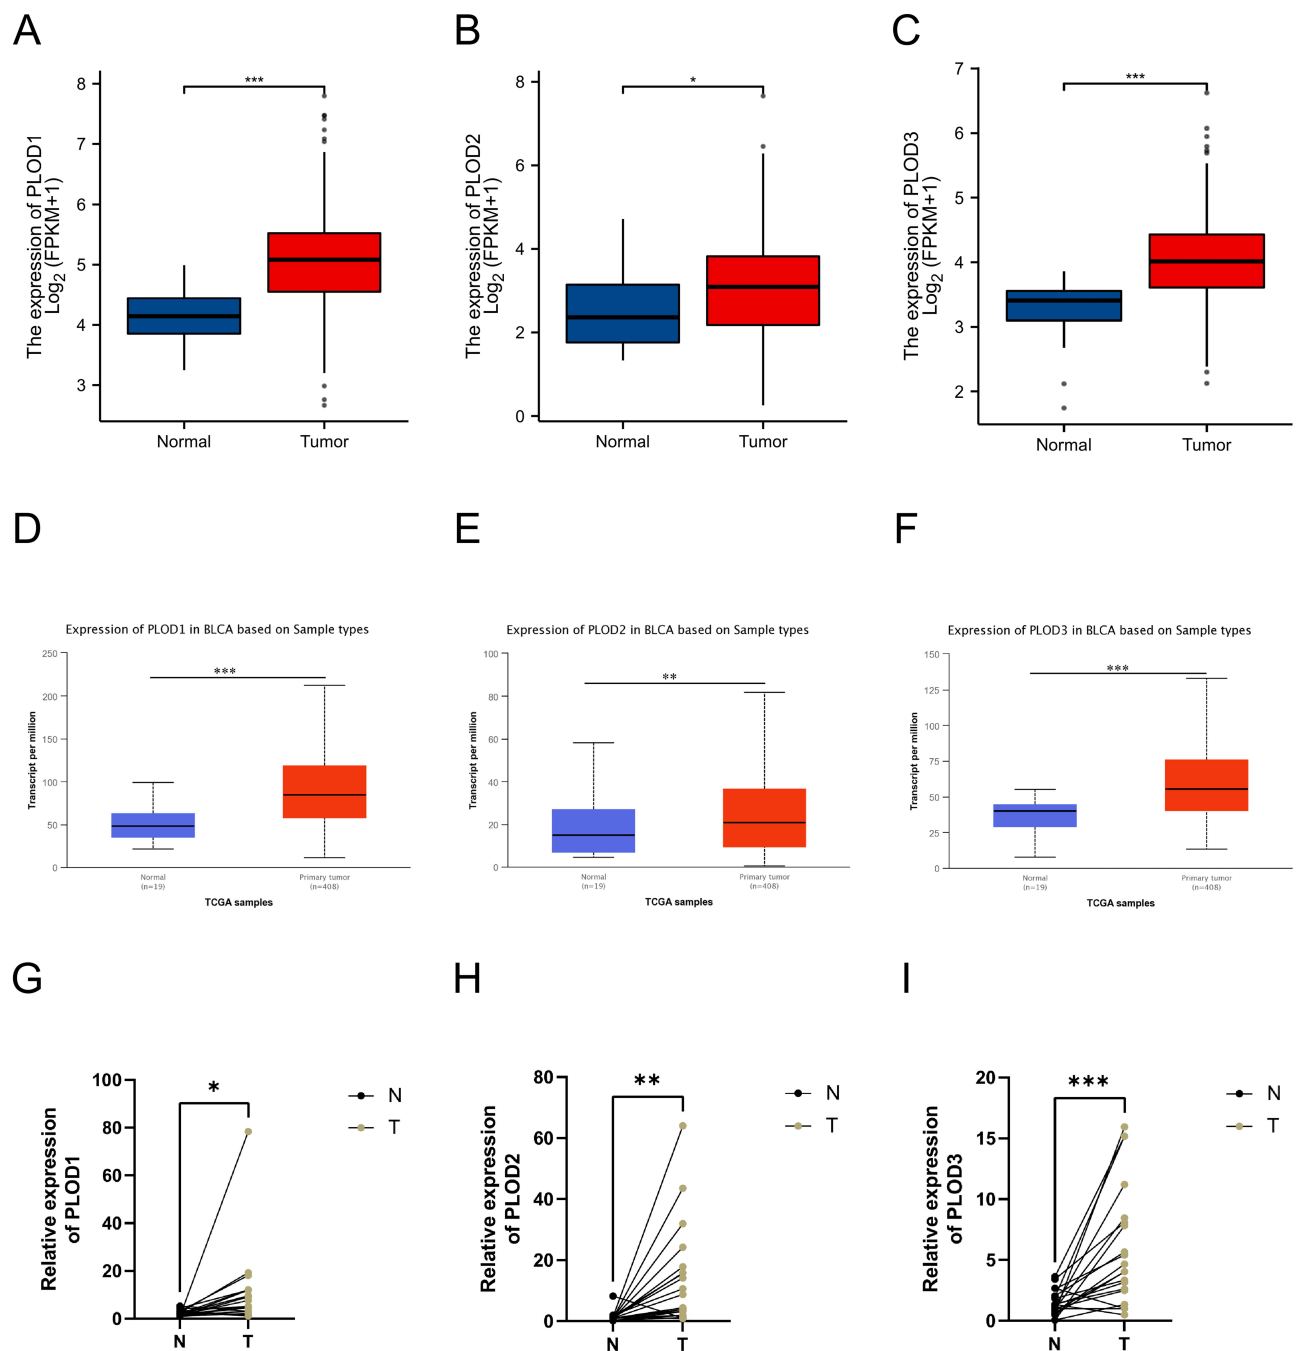 A
The expression of PLOD1
Log2 (FPKM+1)
8
7
6
5
4
3
***
Normal
Tumor
B
The expression of PLOD2
Log2 (FPKM+1)
8
6
4
2
0
*
Normal
Tumor
C
The expression of PLOD3
Log2 (FPKM+1)
7
6
5
4
3
2
***
Normal
Tumor
D
Expression of PLOD1 in BLCA based on Sample types
Transcript per million
250
200
150
100
50
0
***
Normal
(n=19)
Primary tumor
(n=408)
TCGA samples
E
Expression of PLOD2 in BLCA based on Sample types
Transcript per million
100
80
60
40
20
0
**
Normal
(n=19)
Primary tumor
(n=408)
TCGA samples
F
Expression of PLOD3 in BLCA based on Sample types
Transcript per million
150
125
100
75
50
25
0
***
Normal
(n=19)
Primary tumor
(n=408)
TCGA samples
G
Relative expression
of PLOD1
100
80
60
40
20
0
*
N
T
N
T
H
Relative expression
of PLOD2
80
60
40
20
0
**
N
T
N
T
I
Relative expression
of PLOD3
20
15
10
5
0
***
N
T
N
T